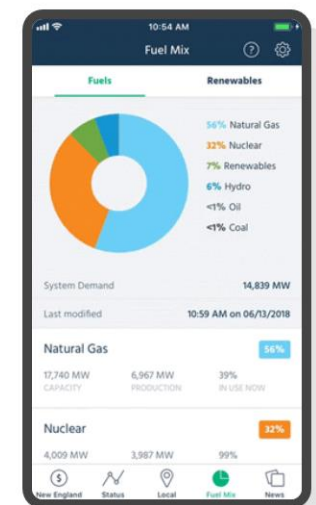 10:54 AM
Fuel Mix
?
Fuels
Renewables
56% Natural Gas
32% Nuclear
7% Renewables
6% Hydro
<1% Oil
<1% Coal
System Demand
14,839 MW
Last modified
10:59 AM on 06/13/2018
Natural Gas
56%
17,740 MW
6,967 MW
39%
CAPACITY
PRODUCTION
IN USE NOW
Nuclear
32%
4,009 MW
3,987 MW
99%
$
New England
Status
Local
Fuel Mix
News